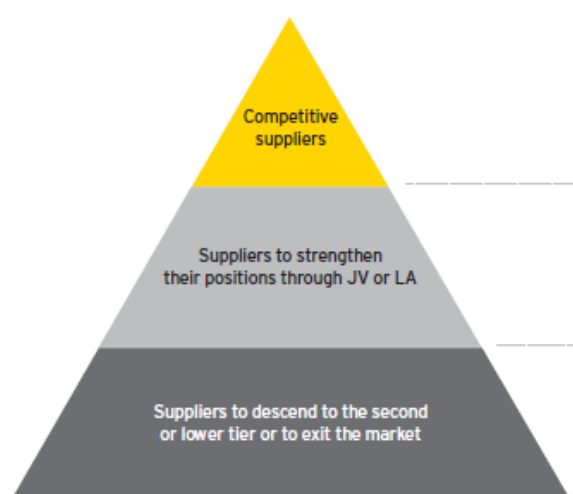 Competitive
suppliers
Suppliers to strengthen
their positions through JV or LA
Suppliers to descend to the second
or lower tier or to exit the market